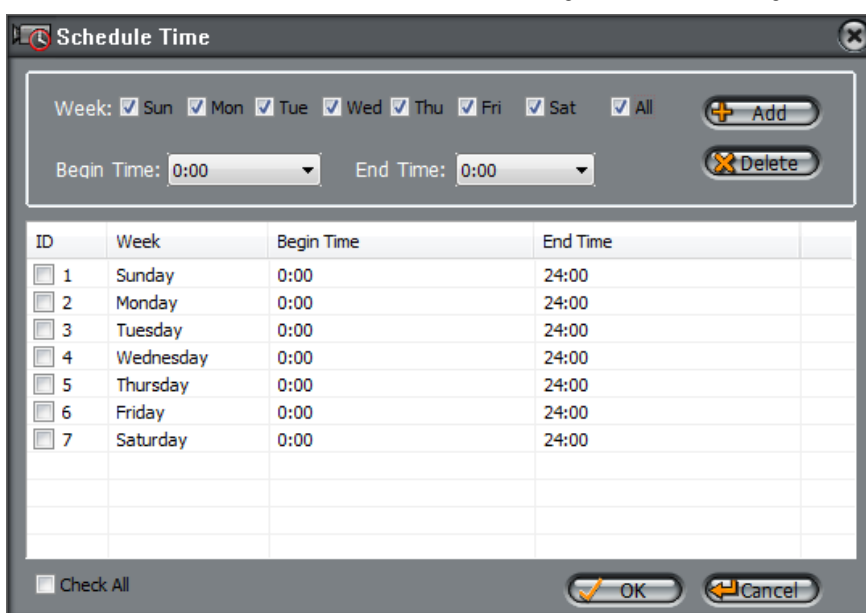 Schedule Time
Week: Sun Mon Tue Wed Thu Fri Sat All Add
Begin Time: 0:00 End Time: 0:00 Delete
ID Week Begin Time End Time
1 Sunday 0:00 24:00
2 Monday 0:00 24:00
3 Tuesday 0:00 24:00
4 Wednesday 0:00 24:00
5 Thursday 0:00 24:00
6 Friday 0:00 24:00
7 Saturday 0:00 24:00
Check All OK Cancel